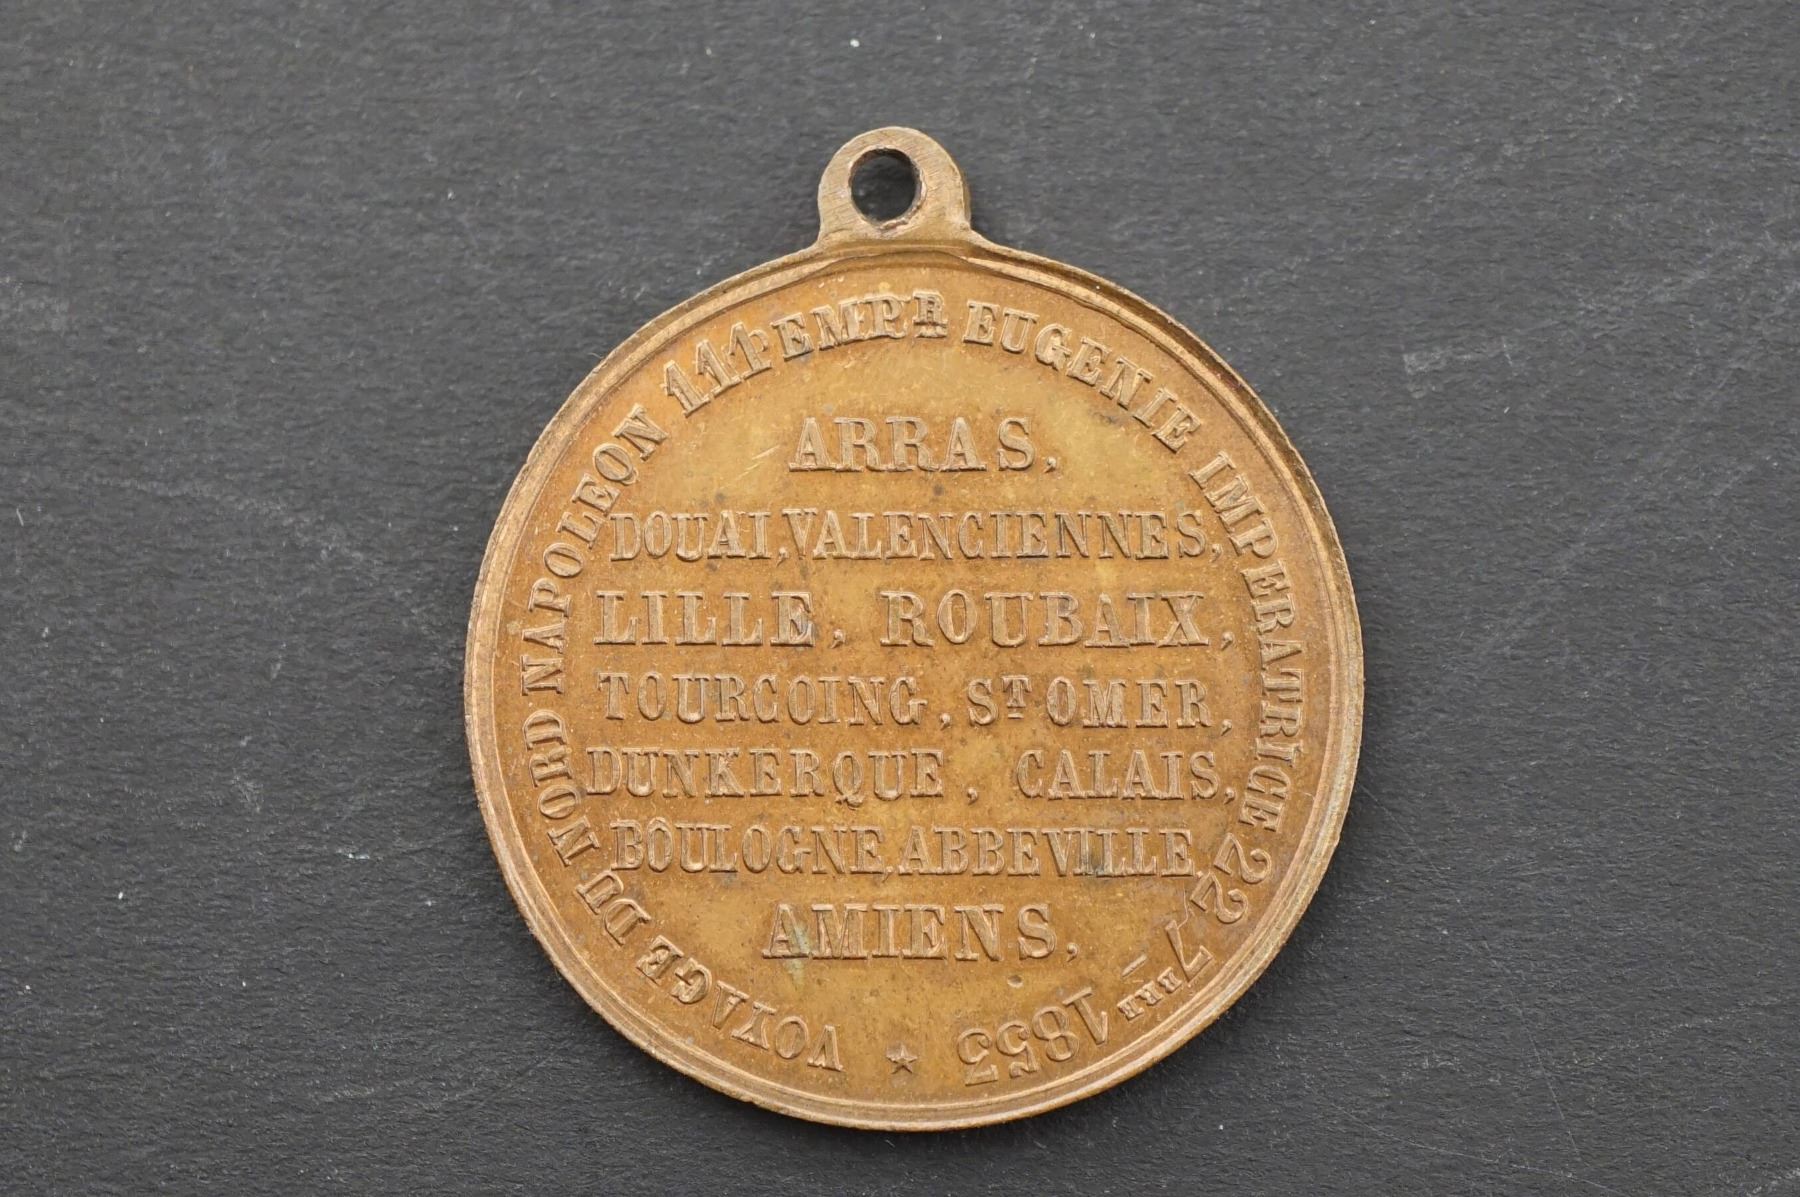 VOYAGE DU NORD NAPOLEON 111 EMPR EUGENIE IMPERATRICE 22 7BRE 1853
ARRAS,
DOUAI, VALENCIENNES,
LILLE, ROUBAIX,
TOURCOING, ST OMER,
DUNKERQUE, CALAIS,
BOULOGNE, ABBEVILLE,
AMIENS,